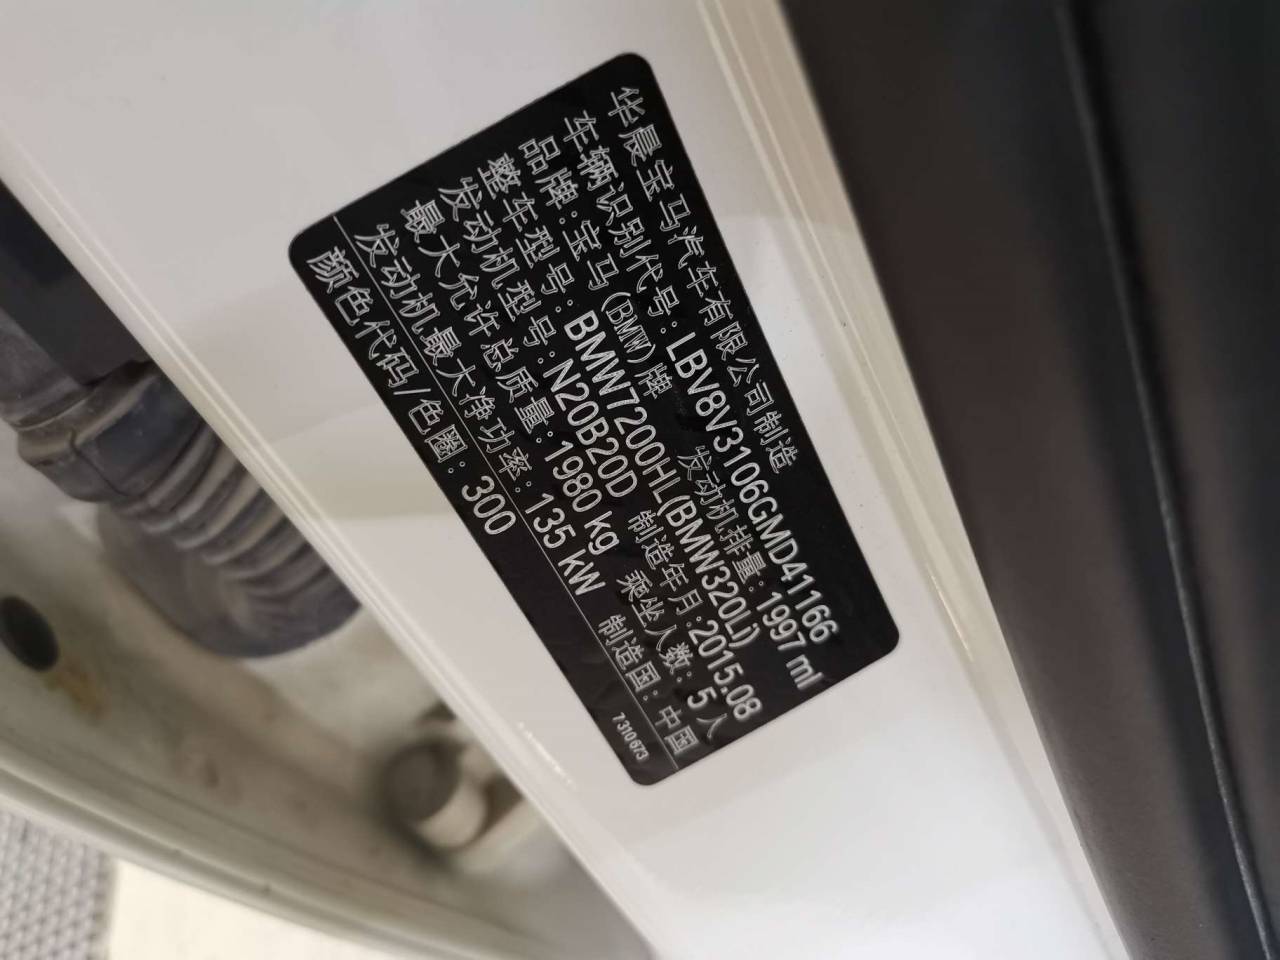 华晨宝马汽车有限公司制造
车辆识别代号:LBV8V3106GMD41166
品牌:宝马(BMW)牌 发动机排量:1997 ml
整车型号:BMW7200HL(BMW320Li)
发动机型号:N20B20D 制造年月:2015.08
最大允许总质量:1980 kg 乘坐人数: 5 人
发动机最大净功率:135 kW 制造国: 中国
颜色代码/色圈:300 7310673